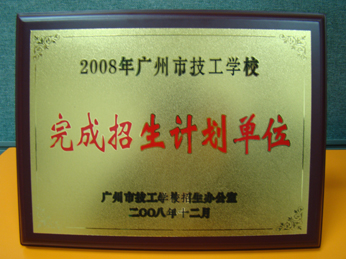 2008年广州市技工学校
完成招生计划单位
广州市技工学校招生办公室
二〇〇八年十二月